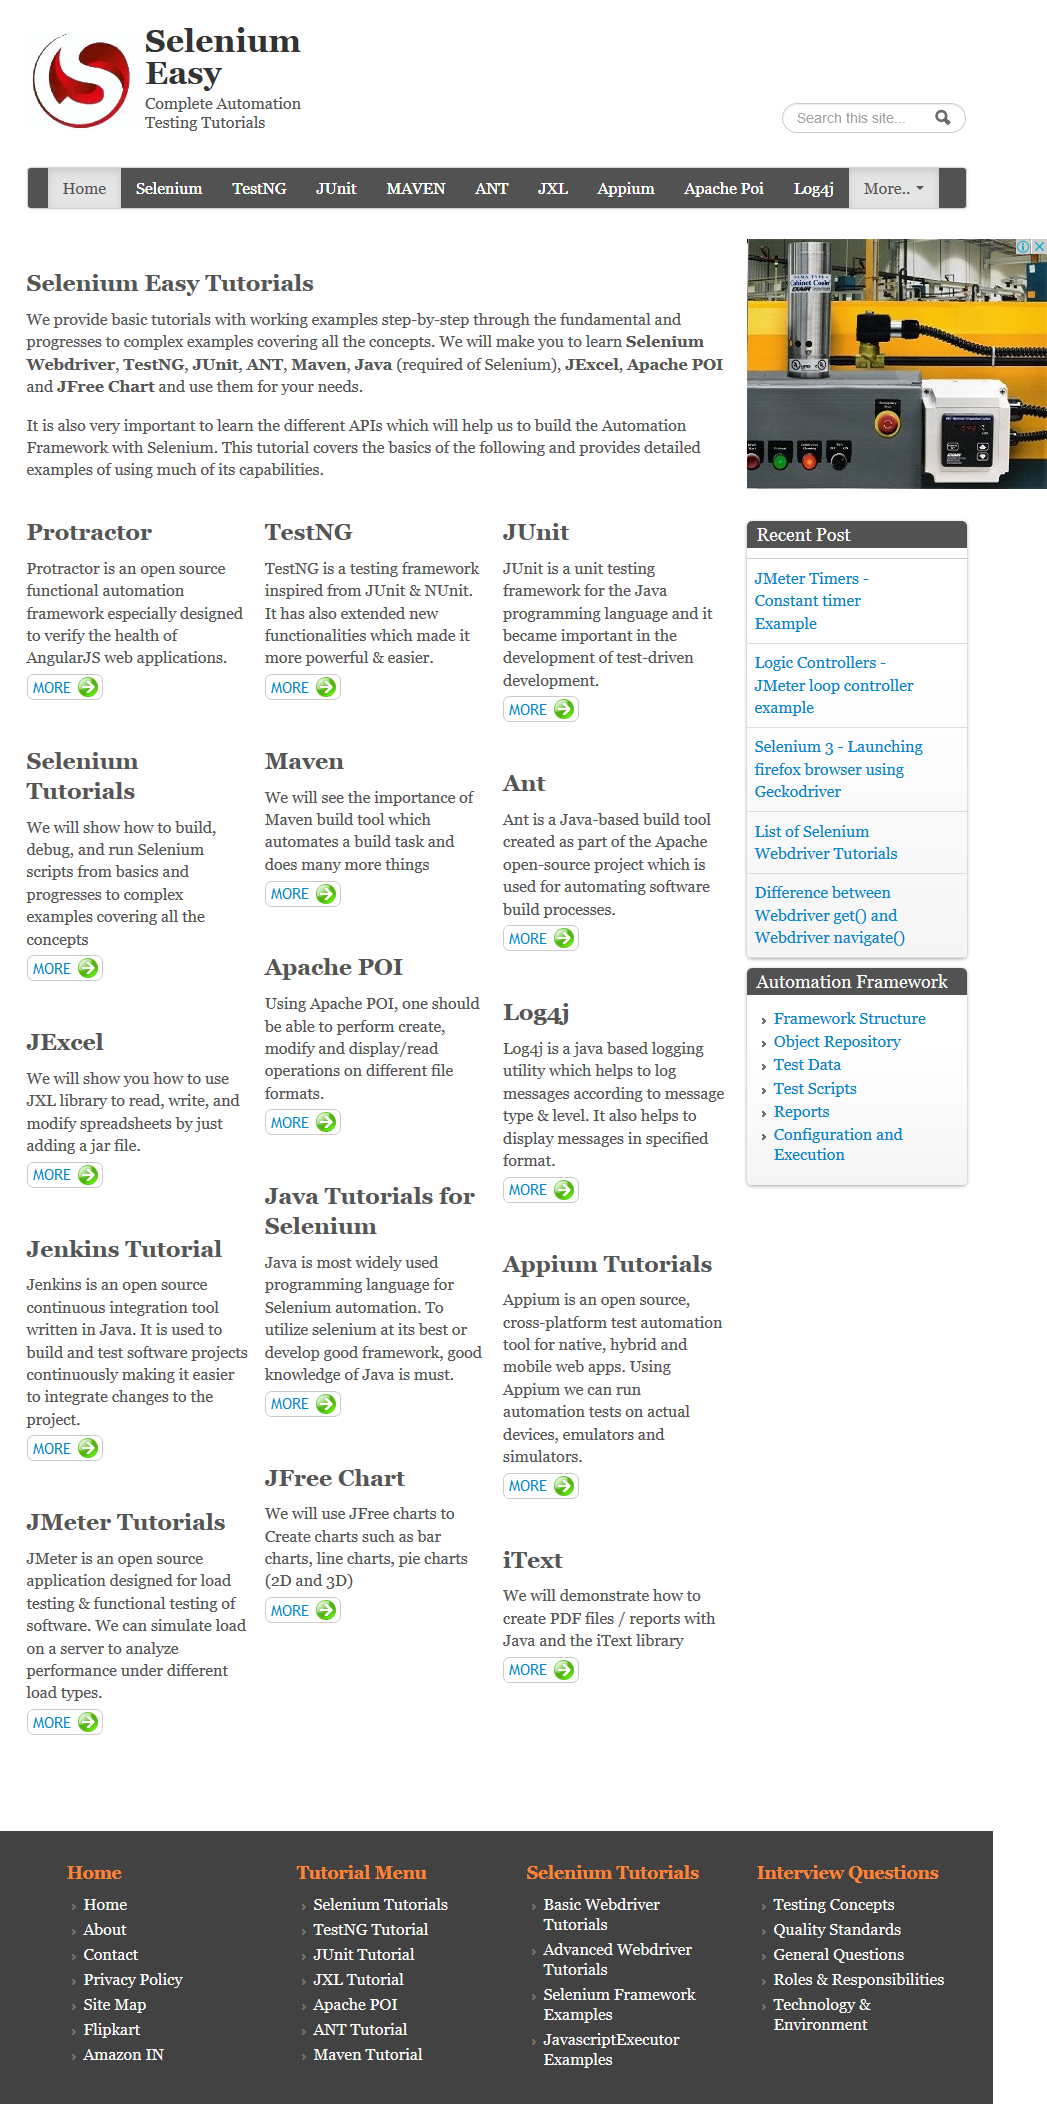 Selenium
Easy
Complete Automation
Testing Tutorials
Search this site...
Home Selenium TestNG JUnit MAVEN ANT JXL Appium Apache Poi Log4j More..
Selenium Easy Tutorials
We provide basic tutorials with working examples step-by-step through the fundamental and
progresses to complex examples covering all the concepts. We will make you to learn Selenium
Webdriver, TestNG, JUnit, ANT, Maven, Java (required of Selenium), JExcel, Apache POI
and JFree Chart and use them for your needs.
It is also very important to learn the different APIs which will help us to build the Automation
Framework with Selenium. This tutorial covers the basics of the following and provides detailed
examples of using much of its capabilities.
Protractor
Protractor is an open source
functional automation
framework especially designed
to verify the health of
AngularJS web applications.
MORE
Selenium
Tutorials
We will show how to build,
debug, and run Selenium
scripts from basics and
progresses to complex
examples covering all the
concepts
MORE
JExcel
We will show you how to use
JXL library to read, write, and
modify spreadsheets by just
adding a jar file.
MORE
Jenkins Tutorial
Jenkins is an open source
continuous integration tool
written in Java. It is used to
build and test software projects
continuously making it easier
to integrate changes to the
project.
MORE
JMeter Tutorials
JMeter is an open source
application designed for load
testing & functional testing of
software. We can simulate load
on a server to analyze
performance under different
load types.
MORE
TestNG
TestNG is a testing framework
inspired from JUnit & NUnit.
It has also extended new
functionalities which made it
more powerful & easier.
MORE
Maven
We will see the importance of
Maven build tool which
automates a build task and
does many more things
MORE
Apache POI
Using Apache POI, one should
be able to perform create,
modify and display/read
operations on different file
formats.
MORE
Java Tutorials for
Selenium
Java is most widely used
programming language for
Selenium automation. To
utilize selenium at its best or
develop good framework, good
knowledge of Java is must.
MORE
JFree Chart
We will use JFree charts to
Create charts such as bar
charts, line charts, pie charts
(2D and 3D)
MORE
JUnit
JUnit is a unit testing
framework for the Java
programming language and it
became important in the
development of test-driven
development.
MORE
Ant
Ant is a Java-based build tool
created as part of the Apache
open-source project which is
used for automating software
build processes.
MORE
Log4j
Log4j is a java based logging
utility which helps to log
messages according to message
type & level. It also helps to
display messages in specified
format.
MORE
Appium Tutorials
Appium is an open source,
cross-platform test automation
tool for native, hybrid and
mobile web apps. Using
Appium we can run
automation tests on actual
devices, emulators and
simulators.
MORE
iText
We will demonstrate how to
create PDF files / reports with
Java and the iText library
MORE
Cabinet Cooler
EXAIR
Recent Post
JMeter Timers -
Constant timer
Example
Logic Controllers -
JMeter loop controller
example
Selenium 3 - Launching
firefox browser using
Geckodriver
List of Selenium
Webdriver Tutorials
Difference between
Webdriver get() and
Webdriver navigate()
Automation Framework
Framework Structure
Object Repository
Test Data
Test Scripts
Reports
Configuration and
Execution
Home
Home
About
Contact
Privacy Policy
Site Map
Flipkart
Amazon IN
Tutorial Menu
Selenium Tutorials
TestNG Tutorial
JUnit Tutorial
JXL Tutorial
Apache POI
ANT Tutorial
Maven Tutorial
Selenium Tutorials
Basic Webdriver
Tutorials
Advanced Webdriver
Tutorials
Selenium Framework
Examples
JavascriptExecutor
Examples
Interview Questions
Testing Concepts
Quality Standards
General Questions
Roles & Responsibilities
Technology &
Environment